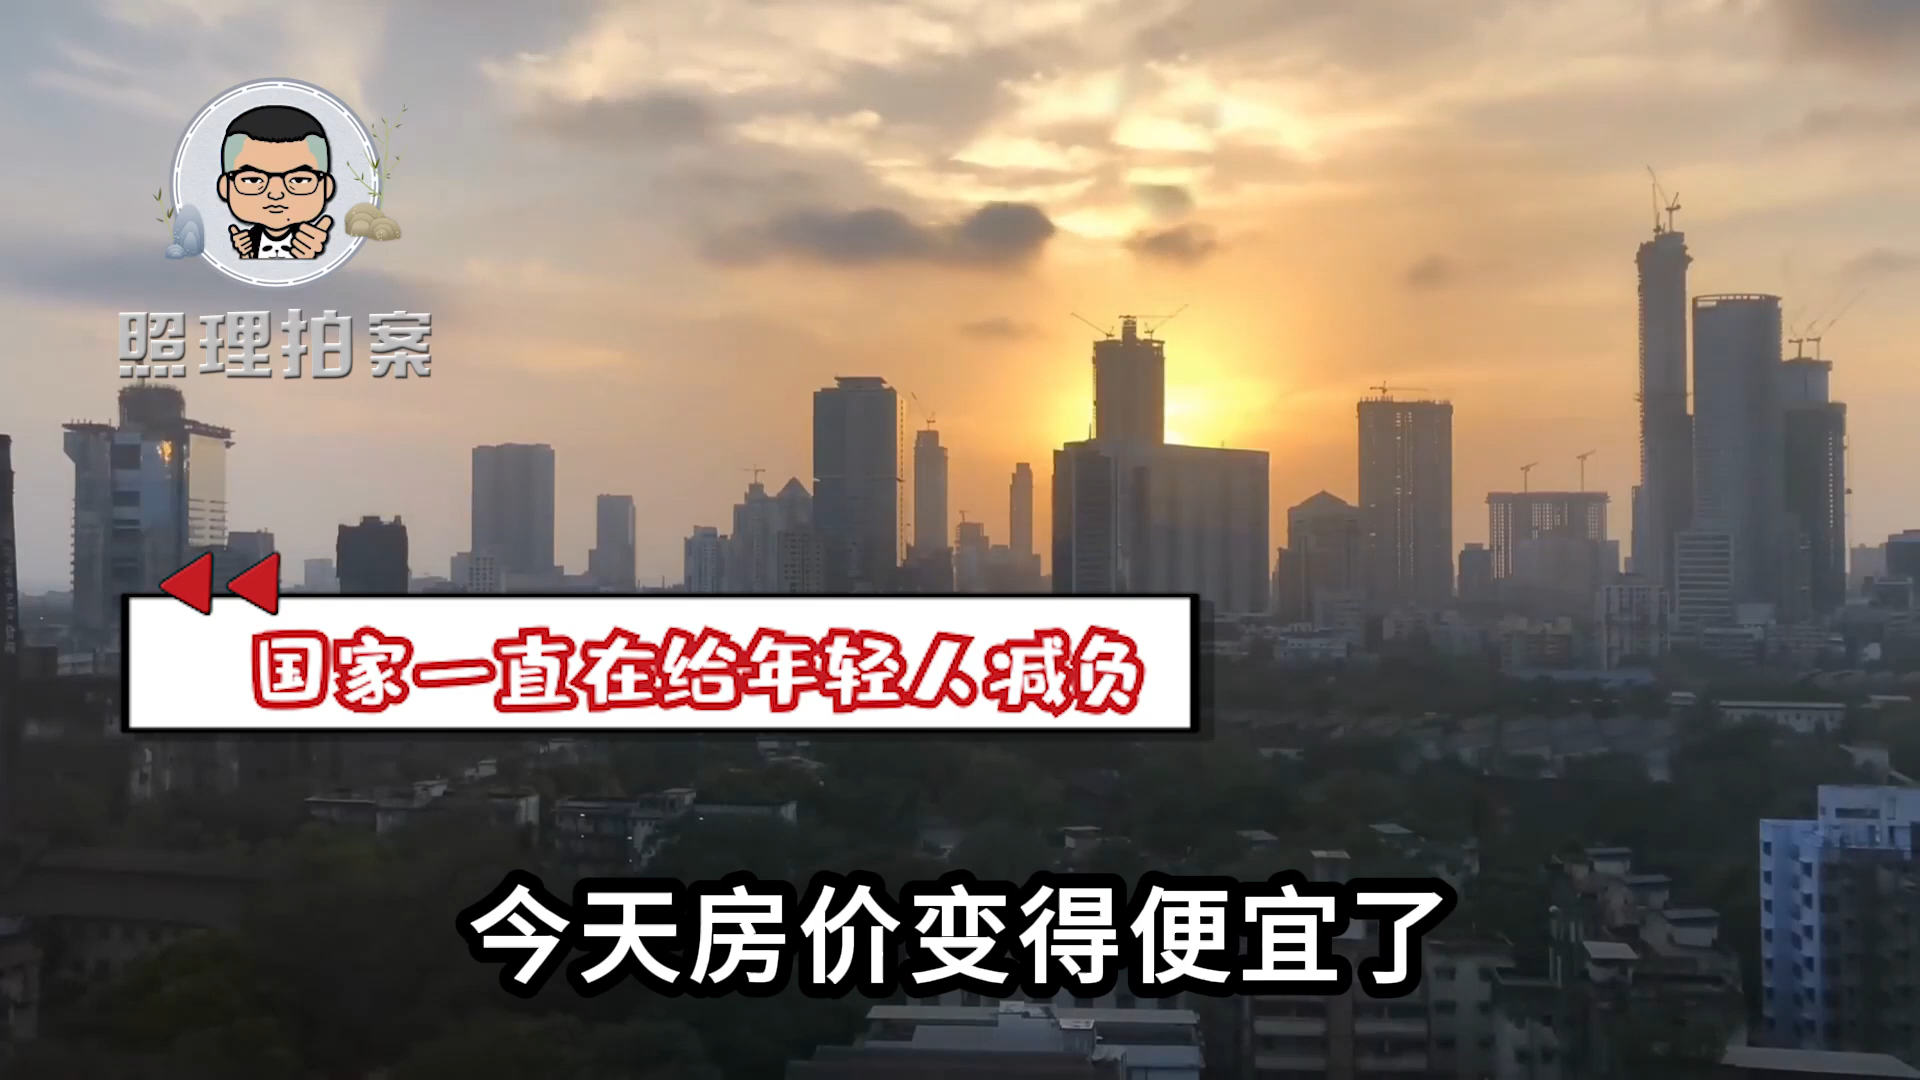 照理拍案
国家一直在给年轻人减负
今天房价变得便宜了